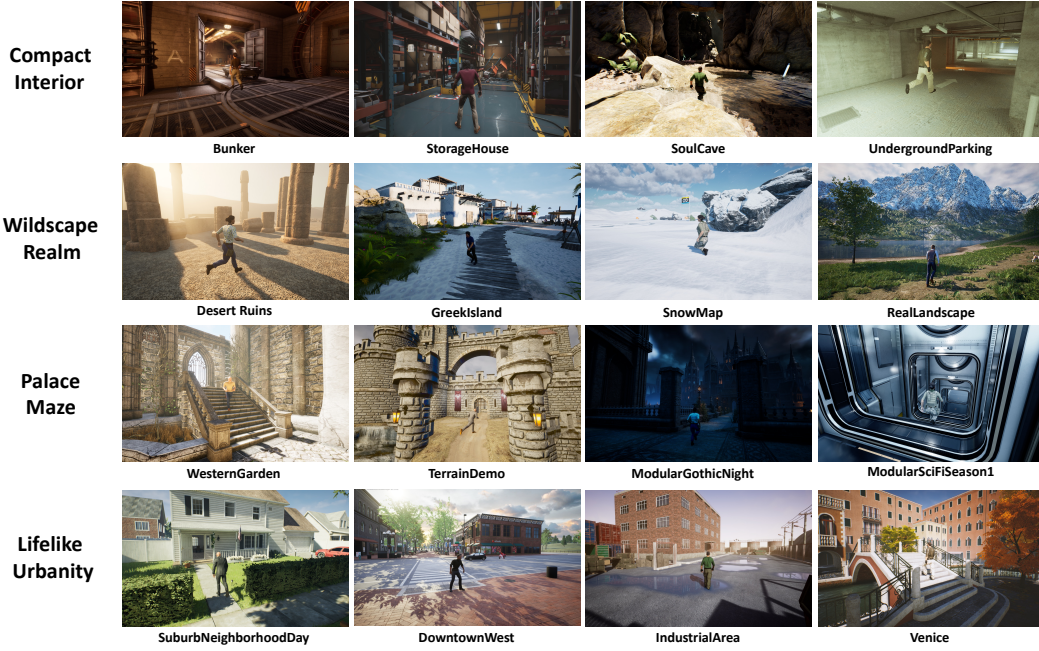 Compact
Interior
Bunker
StorageHouse
SoulCave
UndergroundParking
Wildscape
Realm
Desert Ruins
GreekIsland
SnowMap
RealLandscape
Palace
Maze
WesternGarden
TerrainDemo
ModularGothicNight
ModularSciFiSeason1
Lifelike
Urbanity
SuburbNeighborhoodDay
DowntownWest
IndustrialArea
Venice